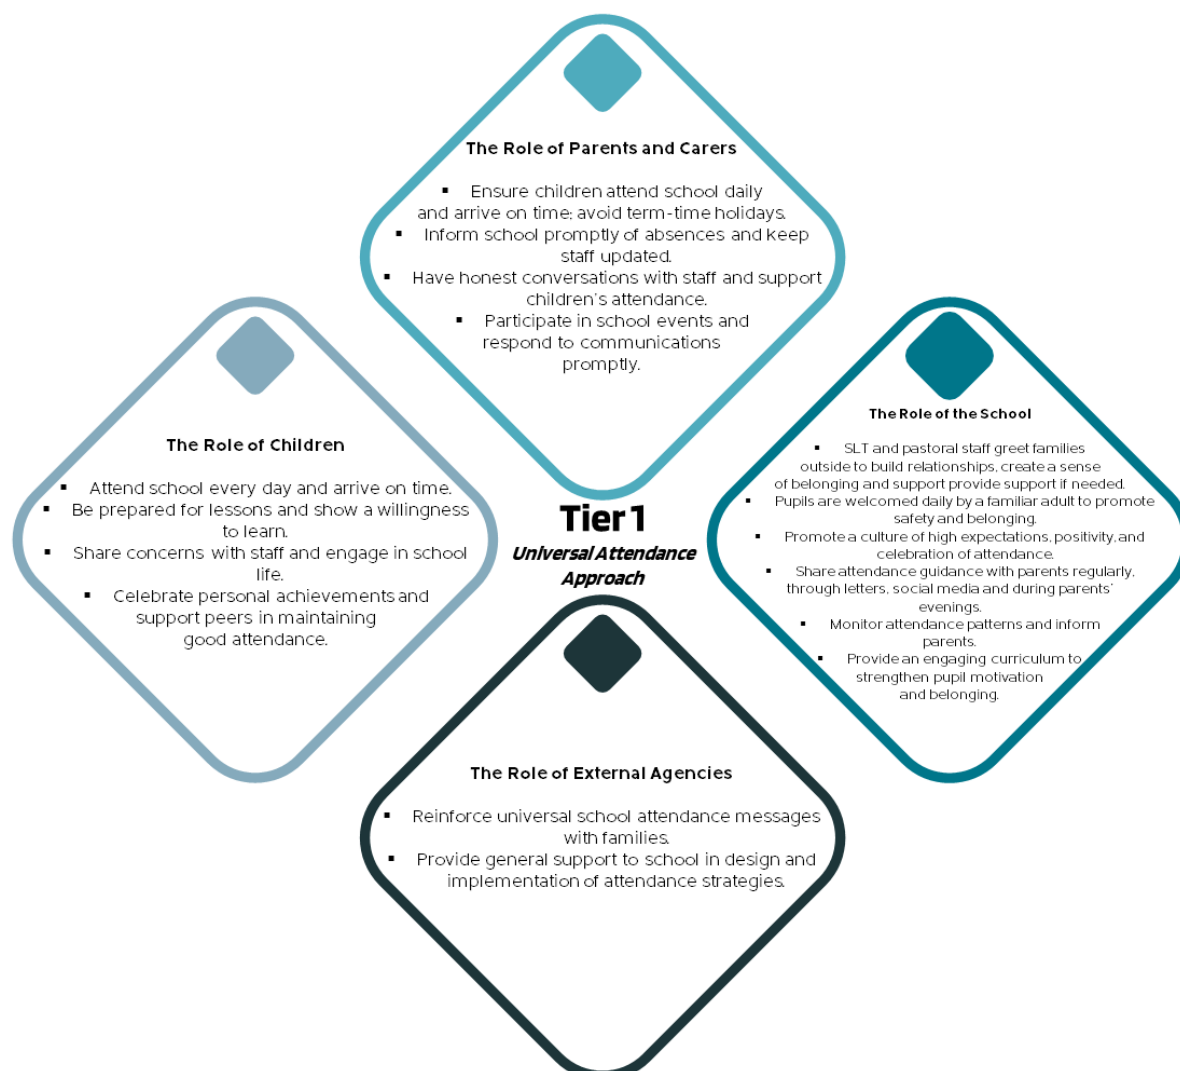 The Role of Parents and Carers
▪ Ensure children attend school daily
and arrive on time; avoid term-time holidays.
▪ Inform school promptly of absences and keep
staff updated.
▪ Have honest conversations with staff and support
children's attendance.
▪ Participate in school events and
respond to communications
promptly.
The Role of Children
▪ Attend school every day and arrive on time.
▪ Be prepared for lessons and show a willingness
to learn.
▪ Share concerns with staff and engage in school
life.
▪ Celebrate personal achievements and
support peers in maintaining
good attendance.
Tier 1
Universal Attendance
Approach
The Role of the School
▪ SLT and pastoral staff greet families
outside to build relationships, create a sense
of belonging and support provide support if needed.
▪ Pupils are welcomed daily by a familiar adult to promote
safety and belonging.
▪ Promote a culture of high expectations, positivity, and
celebration of attendance.
▪ Share attendance guidance with parents regularly,
through letters, social media and during parents'
evenings.
▪ Monitor attendance patterns and inform
parents.
▪ Provide an engaging curriculum to
strengthen pupil motivation
and belonging.
The Role of External Agencies
▪ Reinforce universal school attendance messages
with families.
▪ Provide general support to school in design and
implementation of attendance strategies.